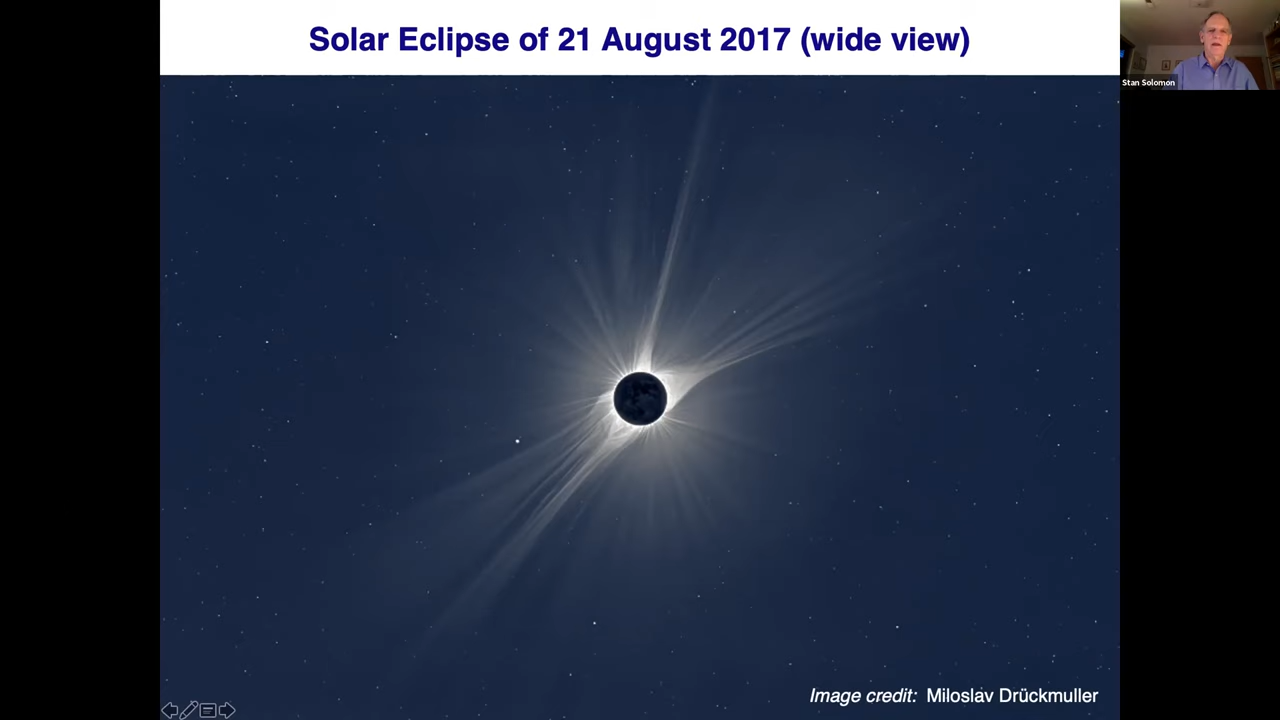 Solar Eclipse of 21 August 2017 (wide view)
Stan Solomon
Image credit: Miloslav Drückmuller